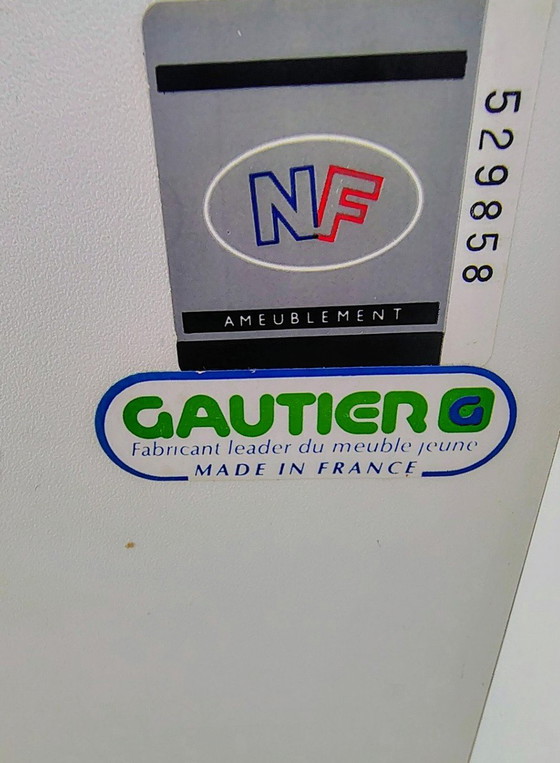 NF
AMEUBLEMENT
529858
GAUTIER G
Fabricant leader du meuble jeune
MADE IN FRANCE